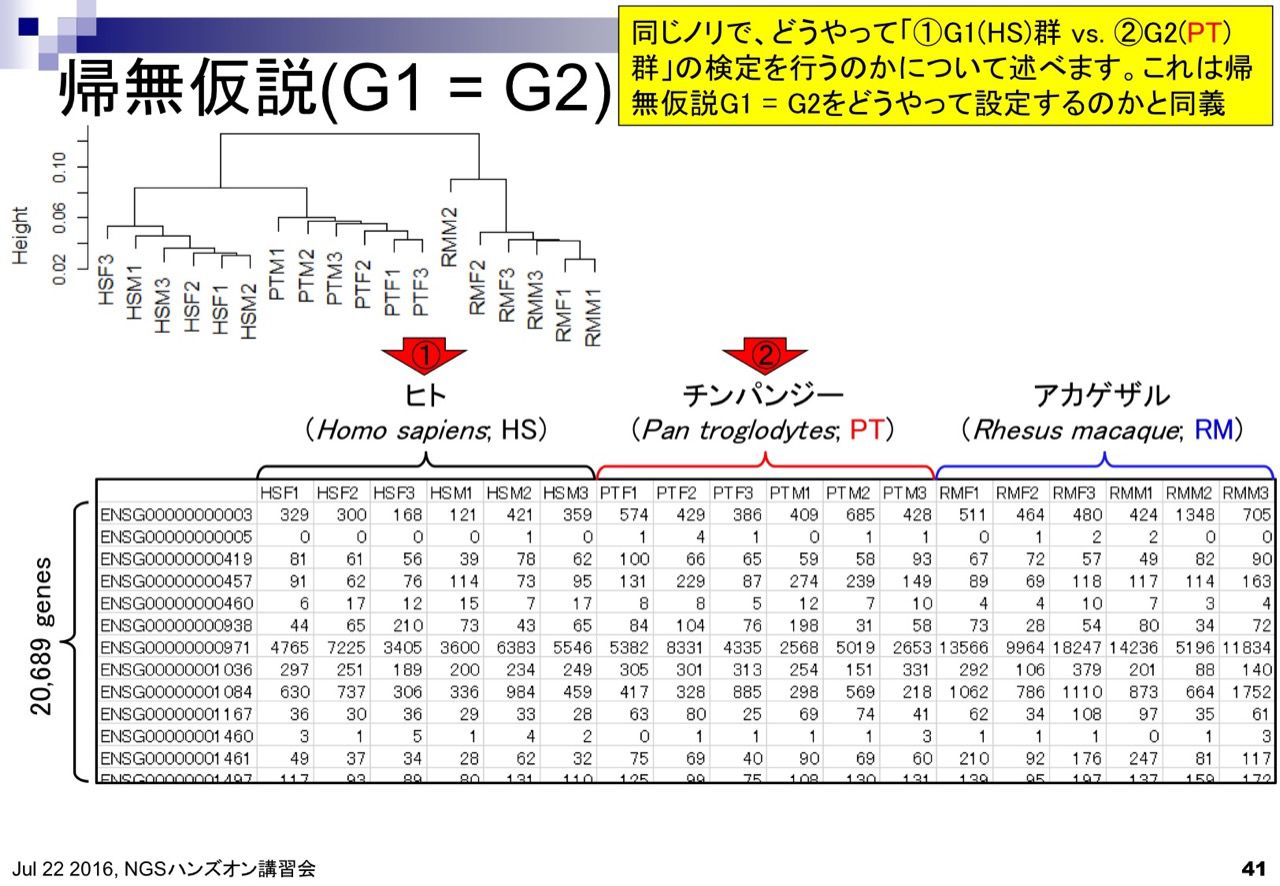 同じノリで、どうやって「①G1(HS)群 vs. ②G2(PT)
群」の検定を行うのかについて述べます。これは帰
無仮説G1 = G2をどうやって設定するのかと同義
帰無仮説(G1 = G2)
Height
0.02 0.06 0.10
HSF3 HSM1 HSM3 HSF2 HSF1 HSM2 PTM1 PTM2 PTM3 PTF2 PTF1 PTF3 RMM2 RMF2 RMF3 RMM3 RMF1 RMM1
① ②
ヒト チンパンジー アカゲザル
(Homo sapiens; HS) (Pan troglodytes; PT) (Rhesus macaque; RM)
20,689 genes
HSF1 HSF2 HSF3 HSM1 HSM2 HSM3 PTF1 PTF2 PTF3 PTM1 PTM2 PTM3 RMF1 RMF2 RMF3 RMM1 RMM2 RMM3
ENSG00000000003 329 300 168 121 421 359 574 429 386 409 685 428 511 464 480 424 1348 705
ENSG00000000005 0 0 0 0 1 0 1 4 1 0 1 1 0 1 2 2 0 0
ENSG00000000419 81 61 56 39 78 62 100 66 65 59 58 93 67 72 57 49 82 90
ENSG00000000457 91 62 76 114 73 95 131 229 87 274 239 149 89 69 118 117 114 163
ENSG00000000460 6 17 12 15 7 17 8 8 5 12 7 10 4 4 10 7 3 4
ENSG00000000938 44 65 210 73 43 65 84 104 76 198 31 58 73 28 54 80 34 72
ENSG00000000971 4765 7225 3405 3600 6383 5546 5382 8331 4335 2568 5019 2653 13566 9964 18247 14236 5196 11834
ENSG00000001036 297 251 189 200 234 249 305 301 313 254 151 331 292 106 379 201 88 140
ENSG00000001084 630 737 306 336 984 459 417 328 885 298 569 218 1062 786 1110 873 664 1752
ENSG00000001167 36 30 36 29 33 28 63 80 25 69 74 41 62 34 108 97 35 61
ENSG00000001460 3 1 5 1 4 2 0 1 1 1 1 3 1 1 1 0 1 3
ENSG00000001461 49 37 34 28 62 32 75 69 40 90 69 60 210 92 176 247 81 117
ENSG00000001497 117 93 89 80 131 110 125 99 75 108 130 131 139 95 197 137 159 172
Jul 22 2016, NGSハンズオン講習会
41